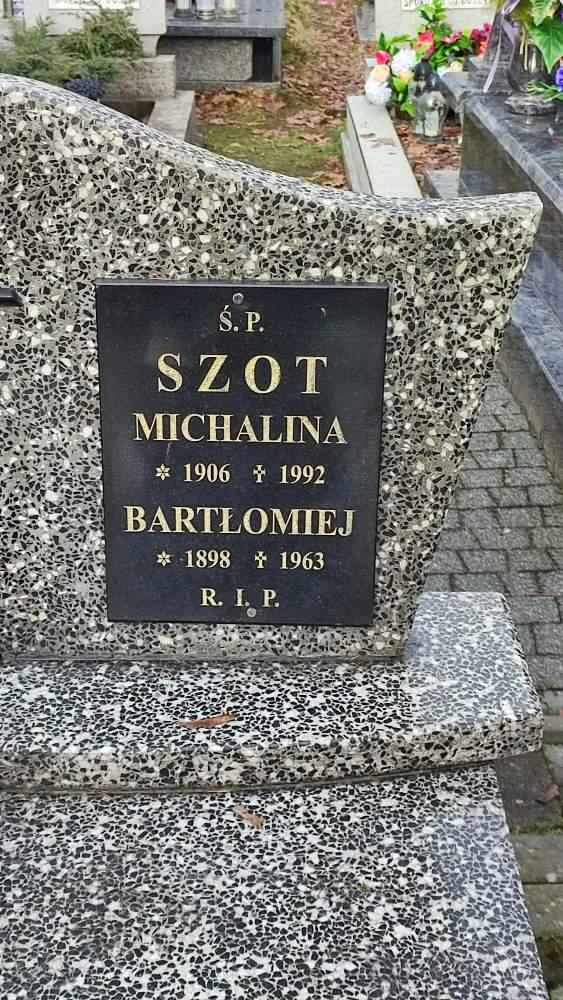 Ś. P.
SZOT
MICHALINA
1906 1992
BARTŁOMIEJ
1898 1963
R. I. P.